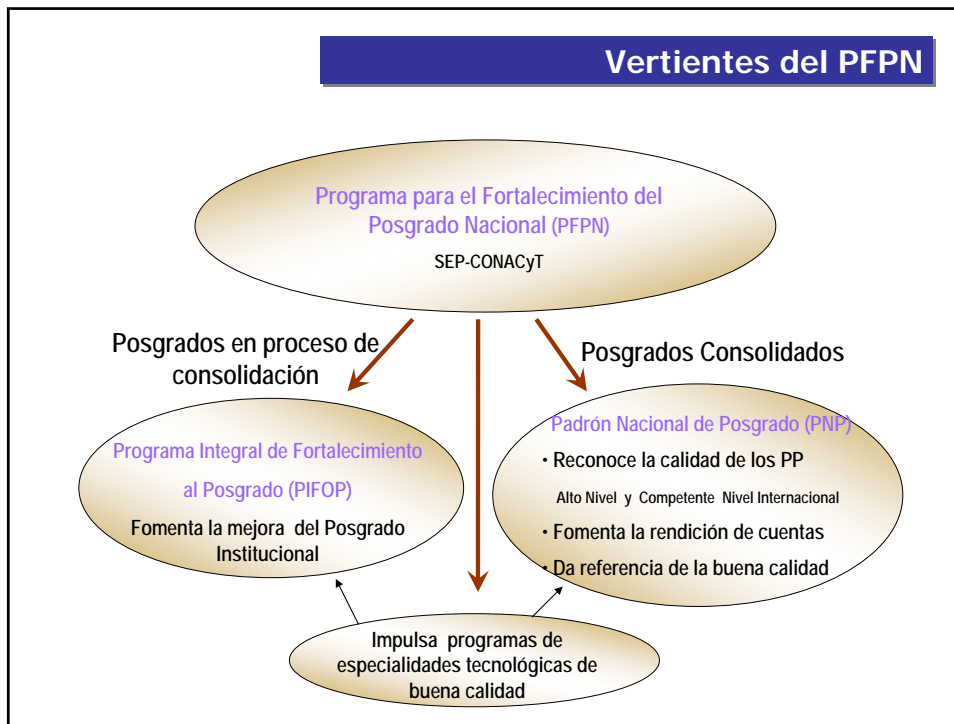 Vertientes del PFPN
Programa para el Fortalecimiento del
Posgrado Nacional (PFPN)
SEP-CONACyT
Posgrados en proceso de
consolidación
Posgrados Consolidados
Programa Integral de Fortalecimiento
al Posgrado (PIFOP)
Fomenta la mejora del Posgrado
Institucional
Padrón Nacional de Posgrado (PNP)
• Reconoce la calidad de los PP
Alto Nivel y Competente Nivel Internacional
• Fomenta la rendición de cuentas
• Da referencia de la buena calidad
Impulsa programas de
especialidades tecnológicas de
buena calidad